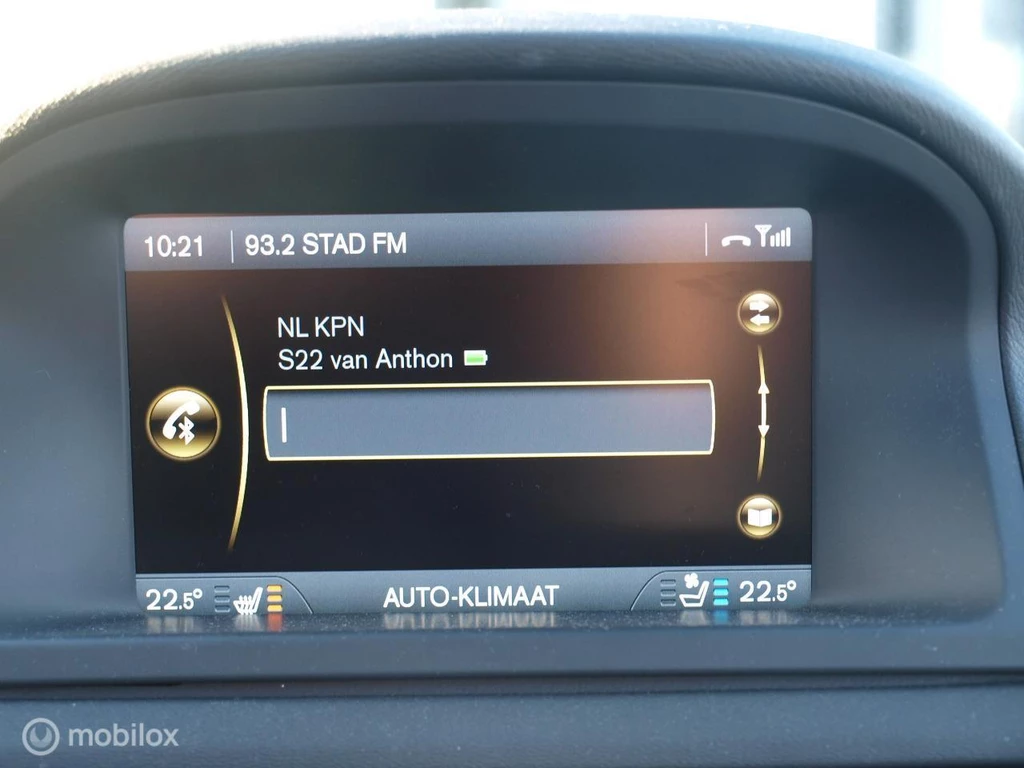 10:21 93.2 STAD FM
NL KPN
S22 van Anthon
22.5° AUTO-KLIMAAT 22.5°
mobilox